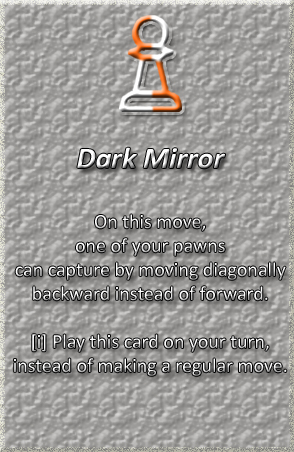 Dark Mirror
On this move,
one of your pawns
can capture by moving diagonally
backward instead of forward.
[i] Play this card on your turn,
instead of making a regular move.